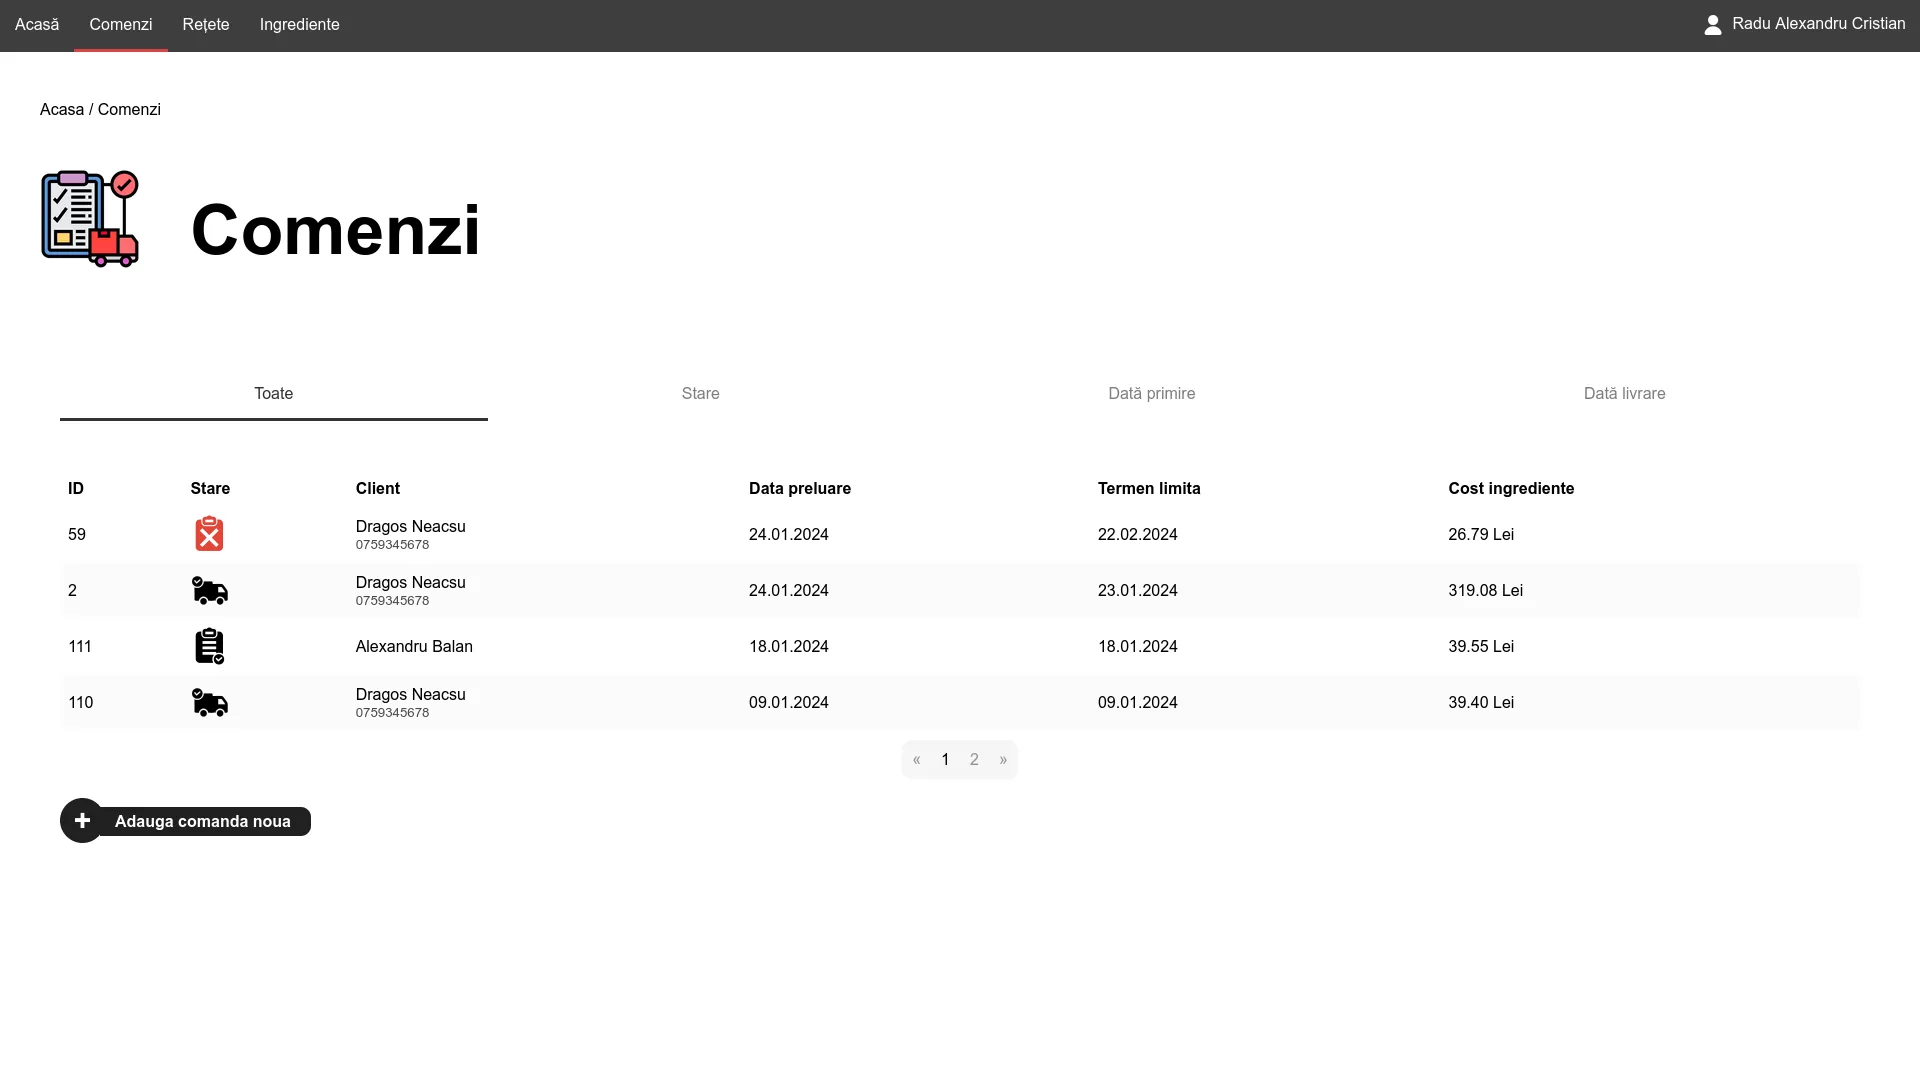 Acasă Comenzi Rețete Ingrediente Radu Alexandru Cristian
Acasa / Comenzi
Comenzi
Toate Stare Dată primire Dată livrare
ID Stare Client Data preluare Termen limita Cost ingrediente
59 Dragos Neacsu 24.01.2024 22.02.2024 26.79 Lei
0759345678
2 Dragos Neacsu 24.01.2024 23.01.2024 319.08 Lei
0759345678
111 Alexandru Balan 18.01.2024 18.01.2024 39.55 Lei
110 Dragos Neacsu 09.01.2024 09.01.2024 39.40 Lei
0759345678
« 1 2 »
+ Adauga comanda noua